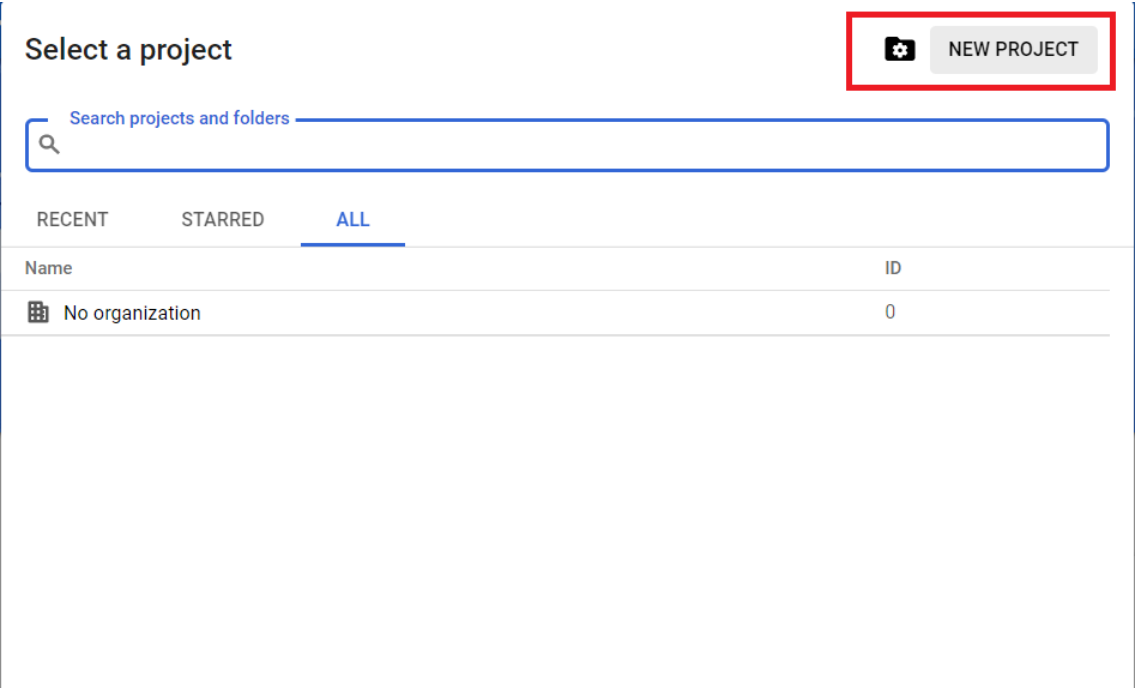 Select a project
NEW PROJECT
Search projects and folders
RECENT STARRED ALL
Name ID
No organization 0